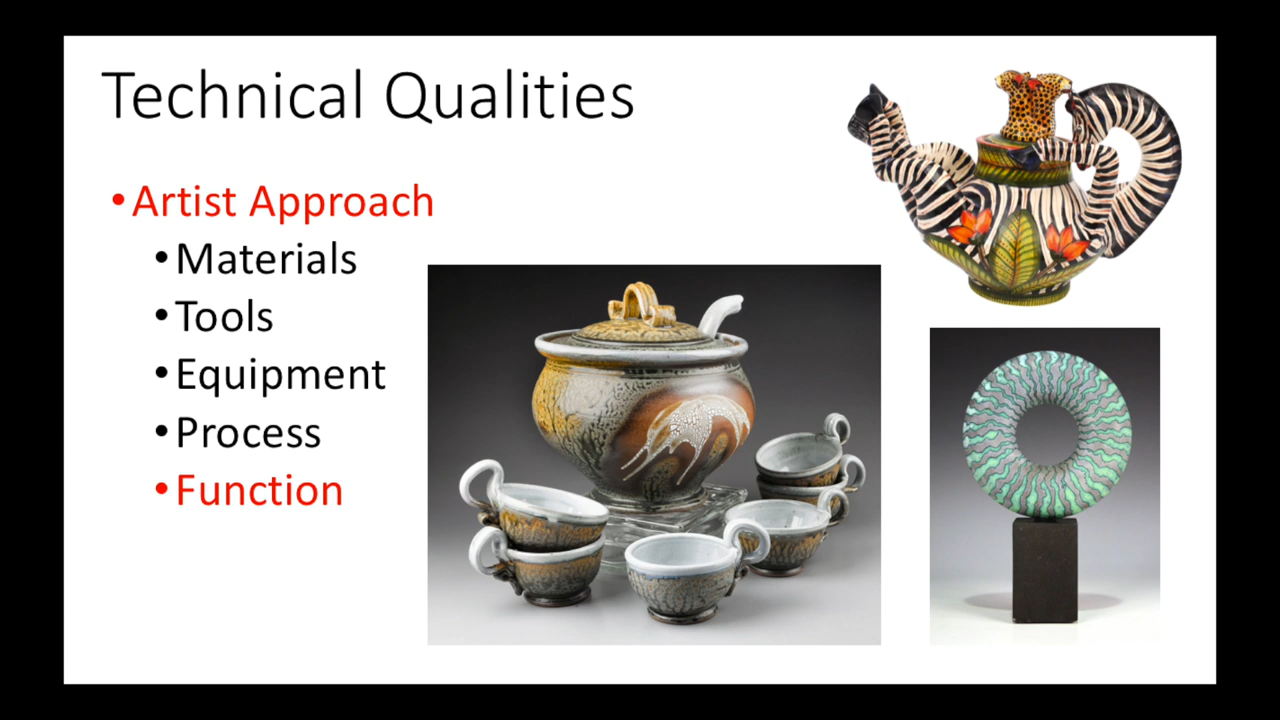 Technical Qualities
•Artist Approach
•Materials
•Tools
•Equipment
•Process
•Function